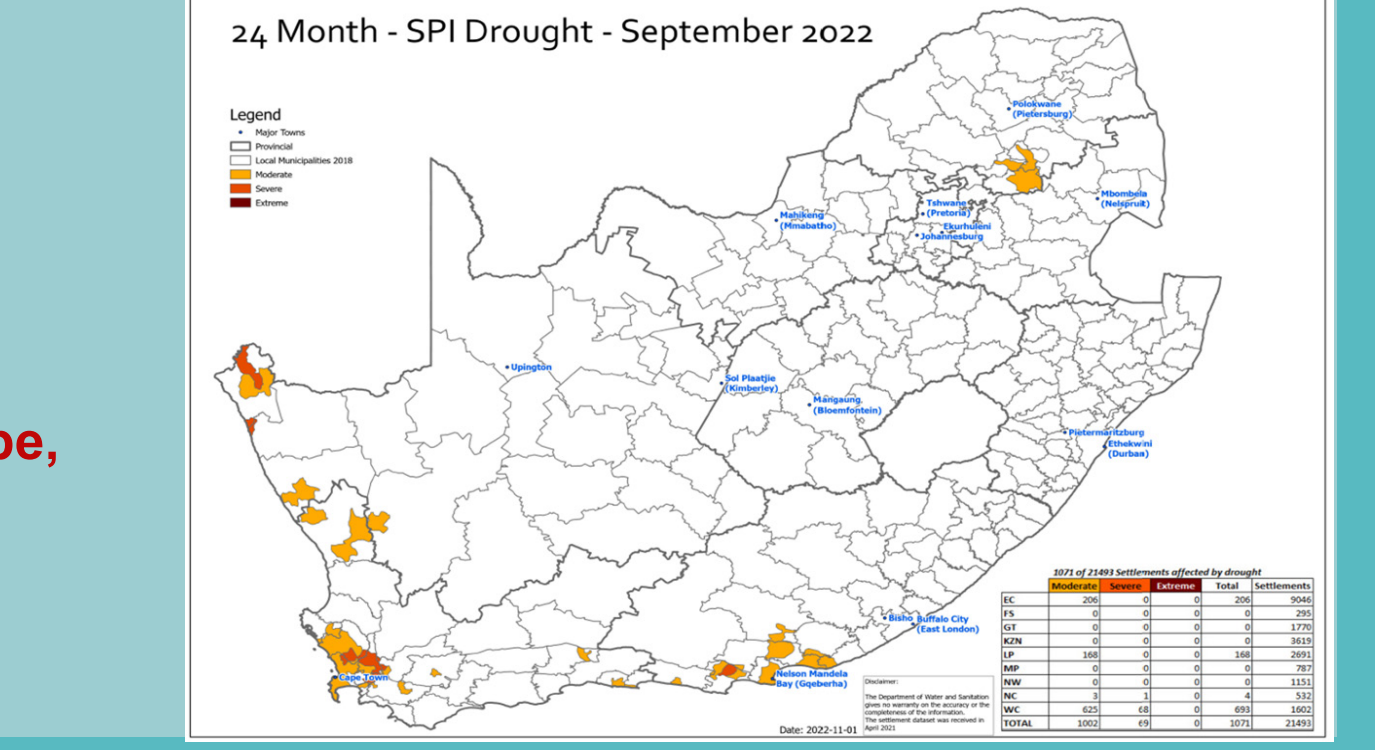 24 Month - SPI Drought - September 2022
Legend
Major Towns
Provincial
Local Municipalities 2018
Moderate
Severe
Extreme
Polokwane
(Pietersburg)
Mbombela
(Nelspruit)
Tshwane
(Pretoria)
Ekurhuleni
Johannesburg
Mahikeng
(Mmabatho)
Upington
Sol Plaatjie
(Kimberley)
Mangaung
(Bloemfontein)
Pietermaritzburg
Ethekwini
(Durban)
pe,
Bisho Buffalo City
(East London)
Nelson Mandela
Bay (Gqeberha)
Cape Town
1071 of 21493 Settlements affected by drought
Moderate Severe Extreme Total Settlements
EC 206 0 0 206 9046
FS 0 0 0 0 295
GT 0 0 0 0 1770
KZN 0 0 0 0 3619
LP 168 0 0 168 2691
MP 0 0 0 0 787
NW 0 0 0 0 1151
NC 3 1 0 4 532
WC 625 68 0 693 1602
TOTAL 1002 69 0 1071 21493
Disclaimer:
The Department of Water and Sanitation
gives no warranty on the accuracy or the
completeness of the information.
The settlement dataset was received in
April 2021
Date: 2022-11-01